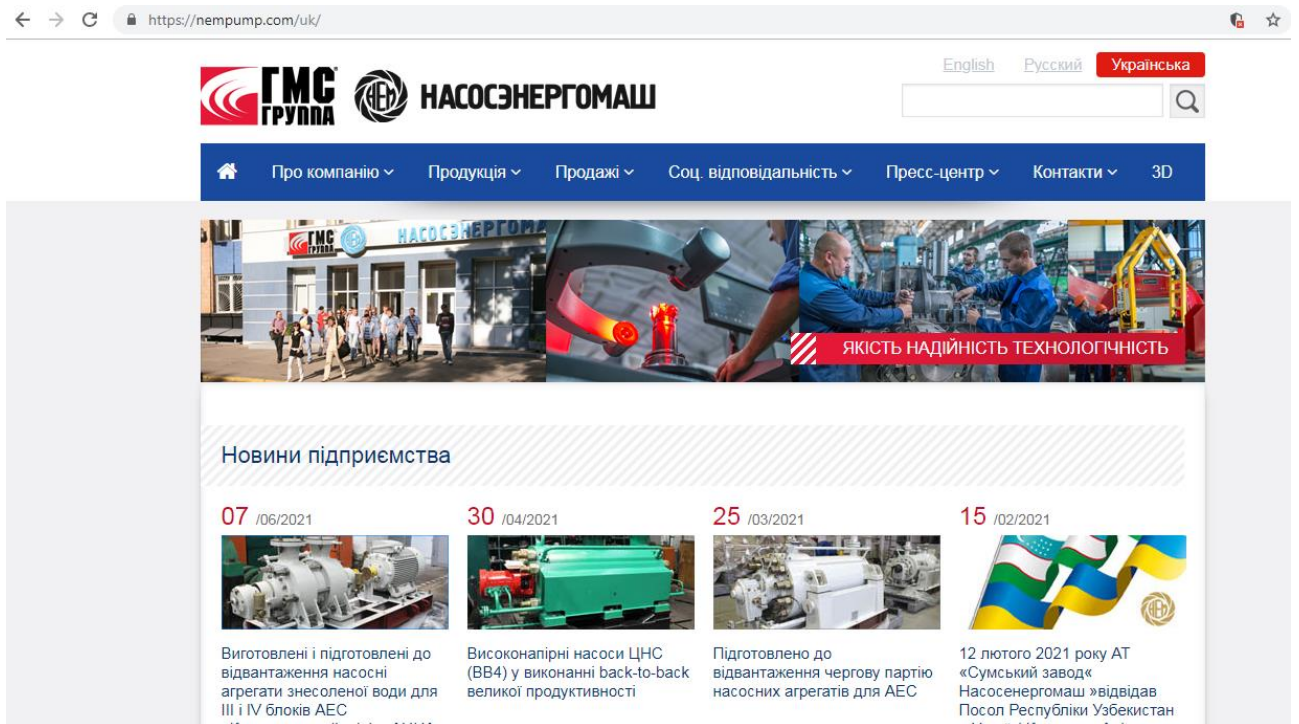 https://nempump.com/uk/
English Русский Українська
ГМС ГРУППА
НЕМ
НАСОСЭНЕРГОМАШ
Про компанію Продукція Продажі Соц. відповідальність Пресс-центр Контакти 3D
ГМС ГРУППА НАСОСЭНЕРГОМА
ЯКІСТЬ НАДІЙНІСТЬ ТЕХНОЛОГІЧНІСТЬ
Новини підприємства
07 /06/2021
Виготовлені і підготовлені до
відвантаження насосні
агрегати знесоленої води для
III і IV блоків АЕС
30 /04/2021
Високонапірні насоси ЦНС
(BB4) у виконанні back-to-back
великої продуктивності
25 /03/2021
Підготовлено до
відвантаження чергову партію
насосних агрегатів для АЕС
15 /02/2021
12 лютого 2021 року АТ
«Сумський завод«
Насосенергомаш »відвідав
Посол Республіки Узбекистан